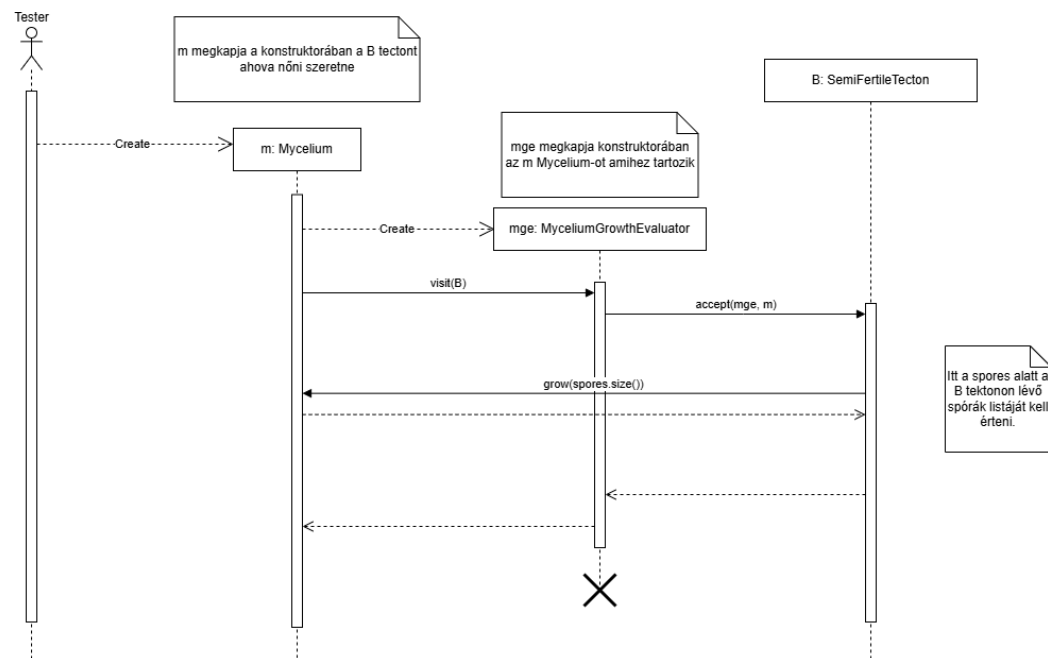 Tester
m megkapja a konstruktorában a B tectont
ahova nőni szeretne
B: SemiFertileTecton
Create
m: Mycelium
mge megkapja konstruktorában
az m Mycelium-ot amihez tartozik
Create
mge: MyceliumGrowthEvaluator
visit(B)
accept(mge, m)
grow(spores.size())
Itt a spores alatt a
B tektonon lévő
spórák listáját kell
érteni.